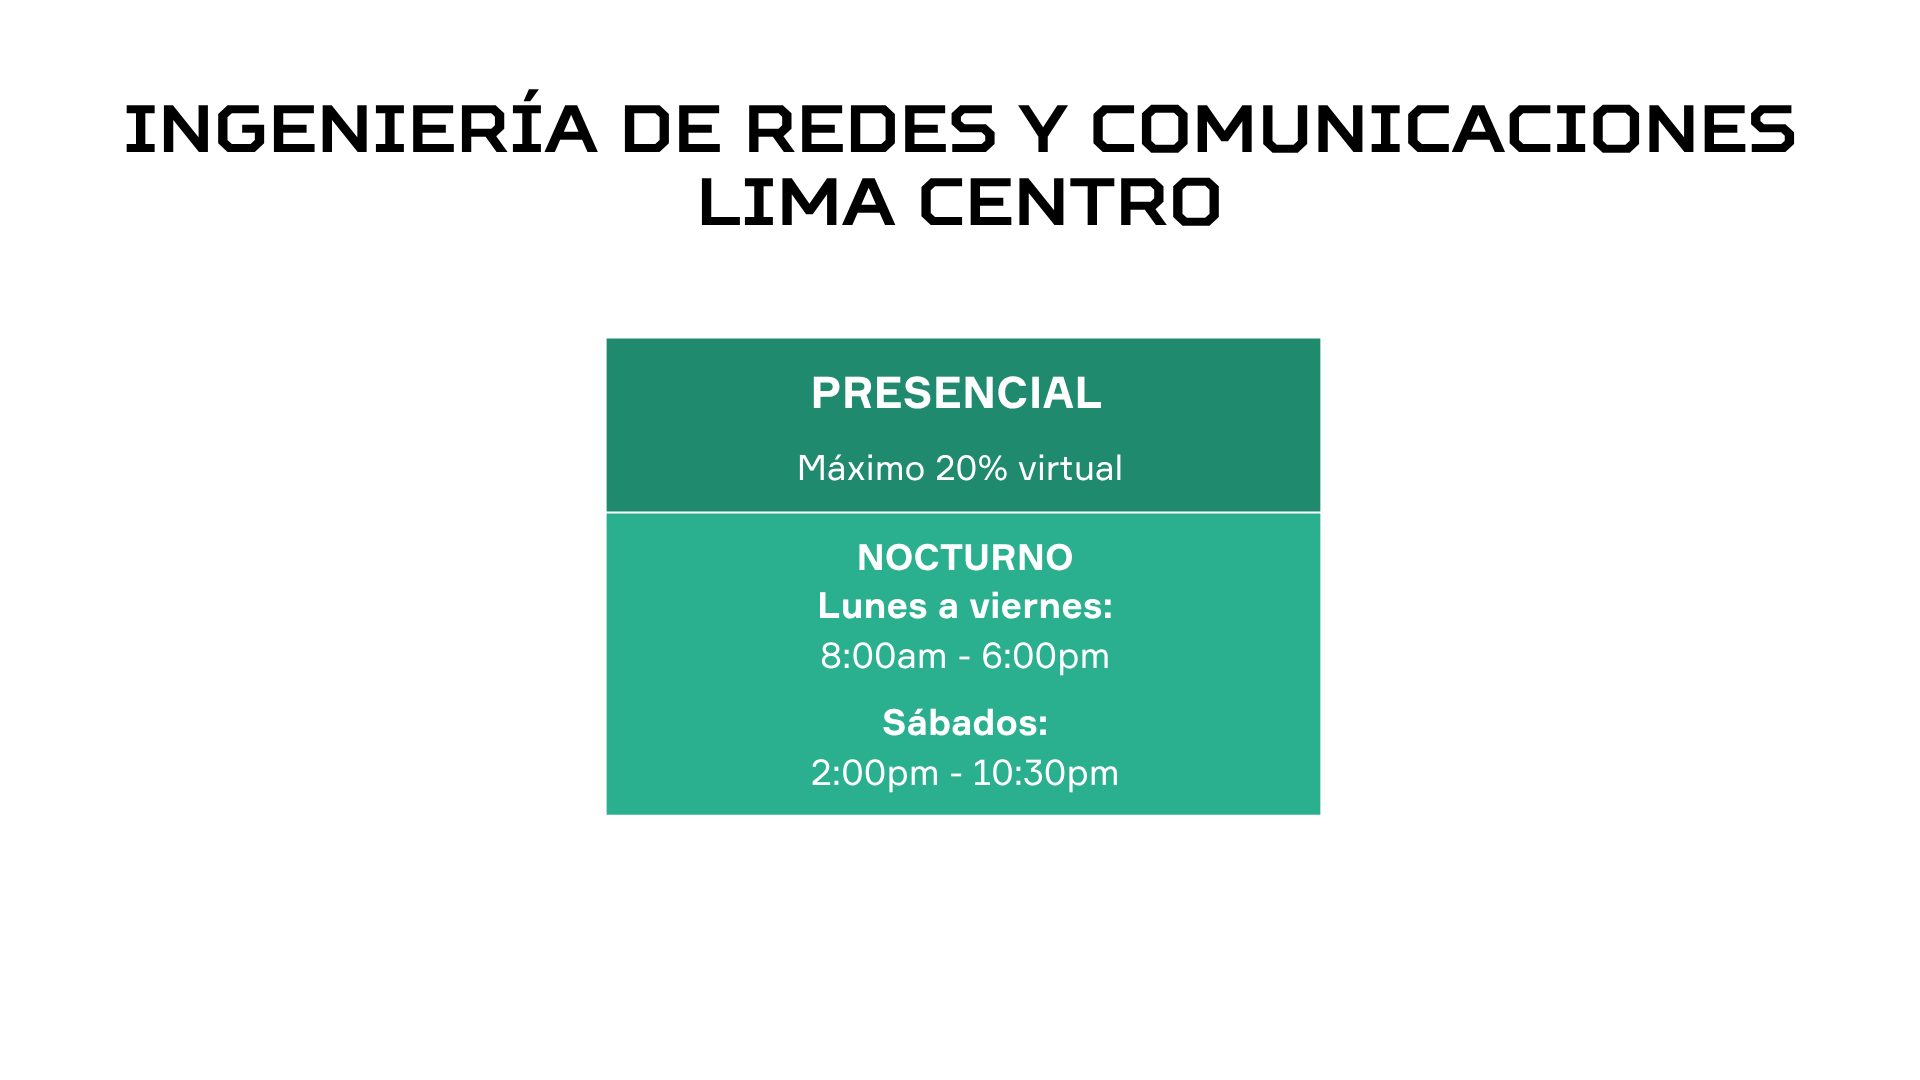 INGENIERÍA DE REDES Y COMUNICACIONES
LIMA CENTRO
PRESENCIAL
Máximo 20% virtual
NOCTURNO
Lunes a viernes:
8:00am - 6:00pm
Sábados:
2:00pm - 10:30pm